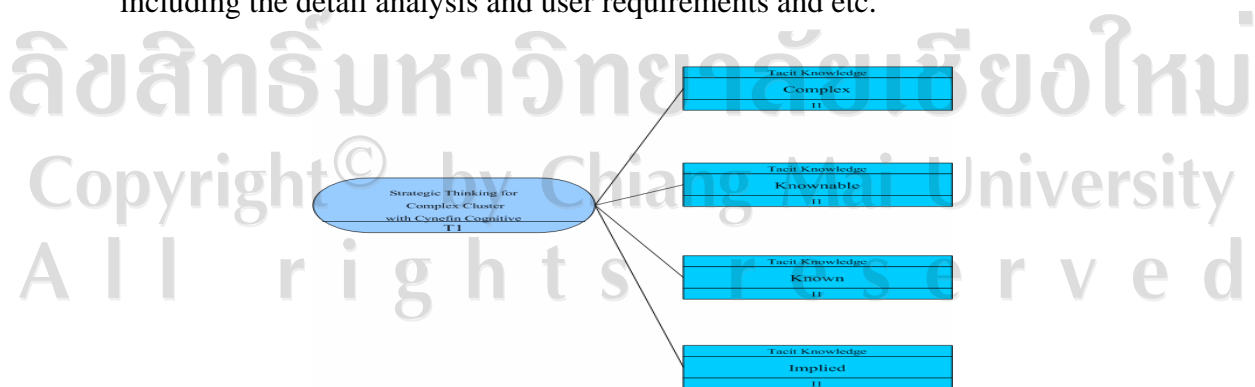 including the detail analysis and user requirements and etc.
ลิขสิทธิ์มหาวิทยาลัยเชียงใหม่
Copyright© by Chiang Mai University
All rights reserved
Strategic Thinking for
Complex Cluster
with Cynefin Cognitive
T1
Tacit Knowledge
Complex
I1
Tacit Knowledge
Knownable
I1
Tacit Knowledge
Known
I1
Tacit Knowledge
Implied
I1